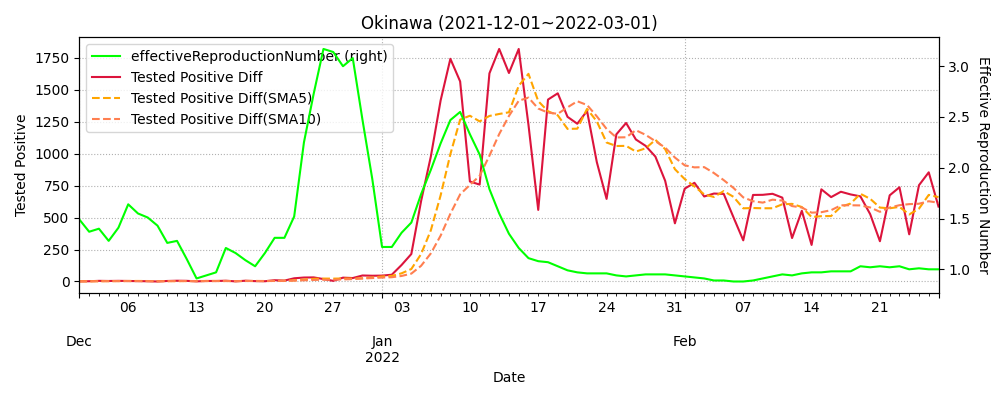 Okinawa (2021-12-01~2022-03-01)
effectiveReproductionNumber (right)
Tested Positive Diff
Tested Positive Diff(SMA5)
Tested Positive Diff(SMA10)
1750
1500
1250
1000
750
500
250
0
Tested Positive
3.0
2.5
2.0
1.5
1.0
Effective Reproduction Number
06 13 20 27 03 10 17 24 31 07 14 21
Dec Jan Feb
2022
Date